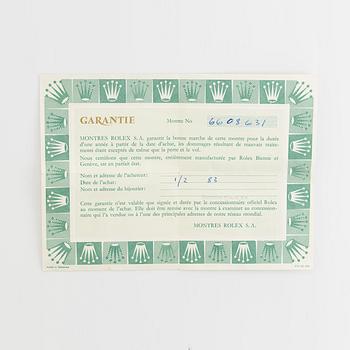 GARANTIE
Montre No. 6608631
MONTRES ROLEX S.A. garantit la bonne marche de cette montre pour la durée
d'une année à partir de la date d'achat, les dommages résultant de mauvais traite-
ments étant exceptés de même que la perte et le vol.
Nous certifions que cette montre, entièrement manufacturée par Rolex Bienne et
Genève, est en parfait état.
Nom et adresse de l'acheteur:
Date de l'achat: 1/2 83
Nom et adresse du bijoutier:
Cette garantie n'est valable que signée et datée par le concessionnaire officiel Rolex
au moment de l'achat. Elle doit être remise avec la montre à examiner au concession-
naire qui l'a vendue ou à l'une des principales adresses de notre réseau mondial.
MONTRES ROLEX S.A.